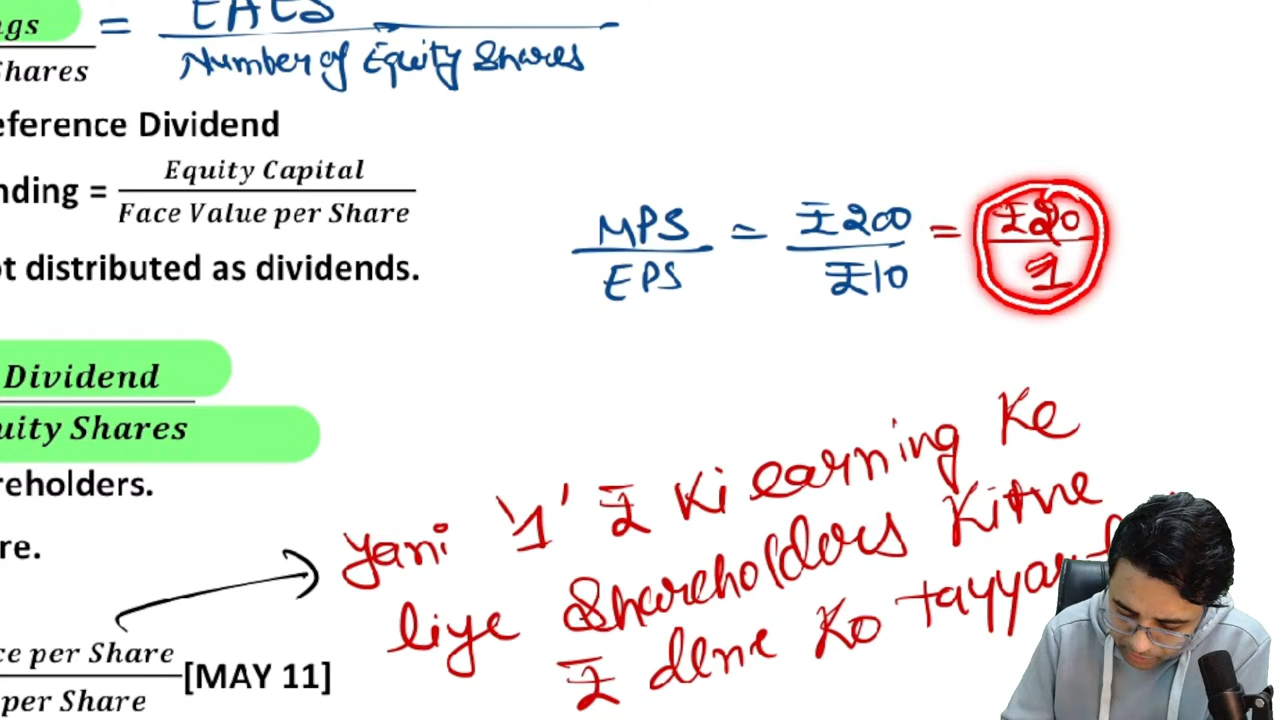 ngs = EAES
Shares Number of Equity Shares
eference Dividend
nding = Equity Capital
Face Value per Share
MPS = ₹200 = ₹20
EPS ₹10 1
t distributed as dividends.
Dividend
uity Shares
reholders.
re.
Yani '1' ₹ Ki earning Ke
liye Shareholders Kitne
₹ dene Ko tayyar
ce per Share
per Share
[MAY 11]